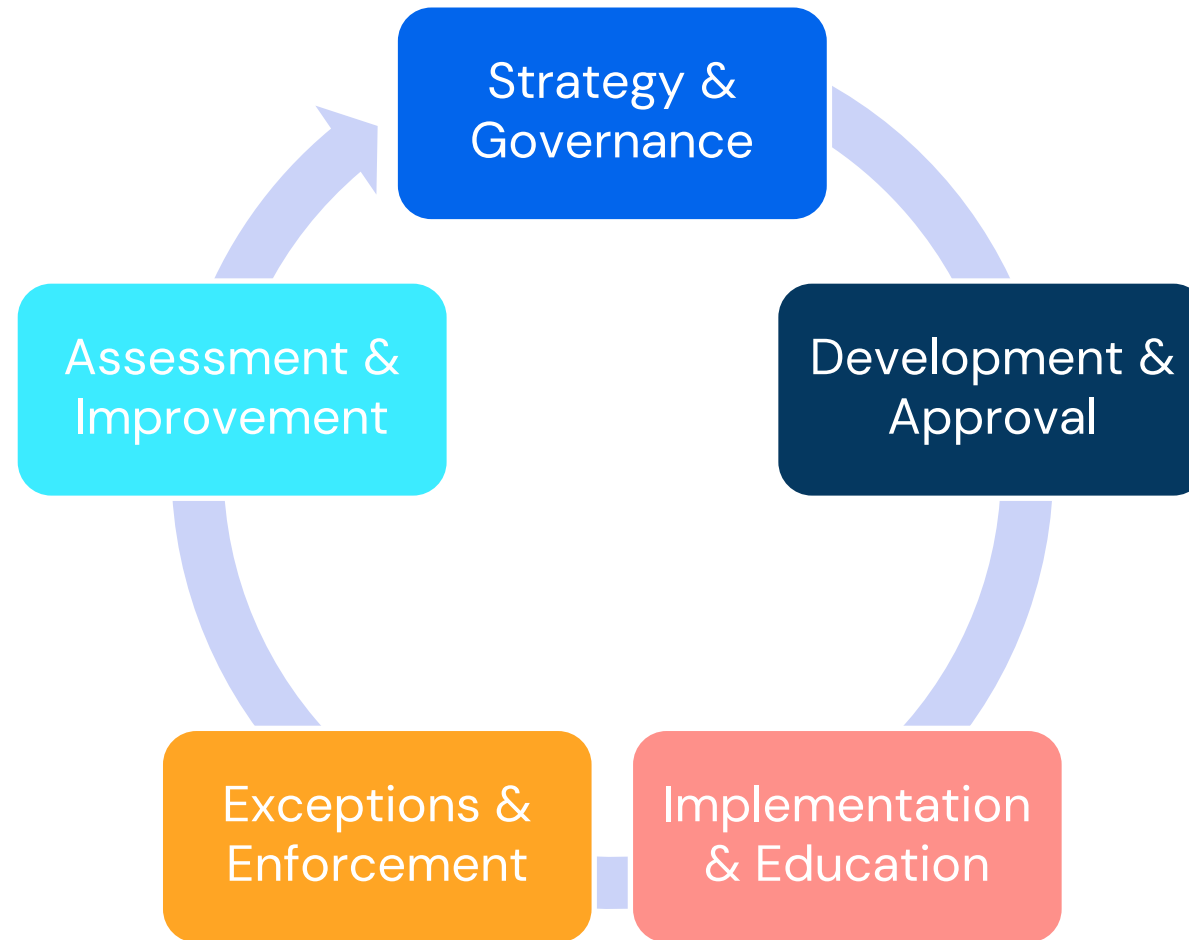 Strategy &
Governance
Development &
Approval
Implementation
& Education
Exceptions &
Enforcement
Assessment &
Improvement